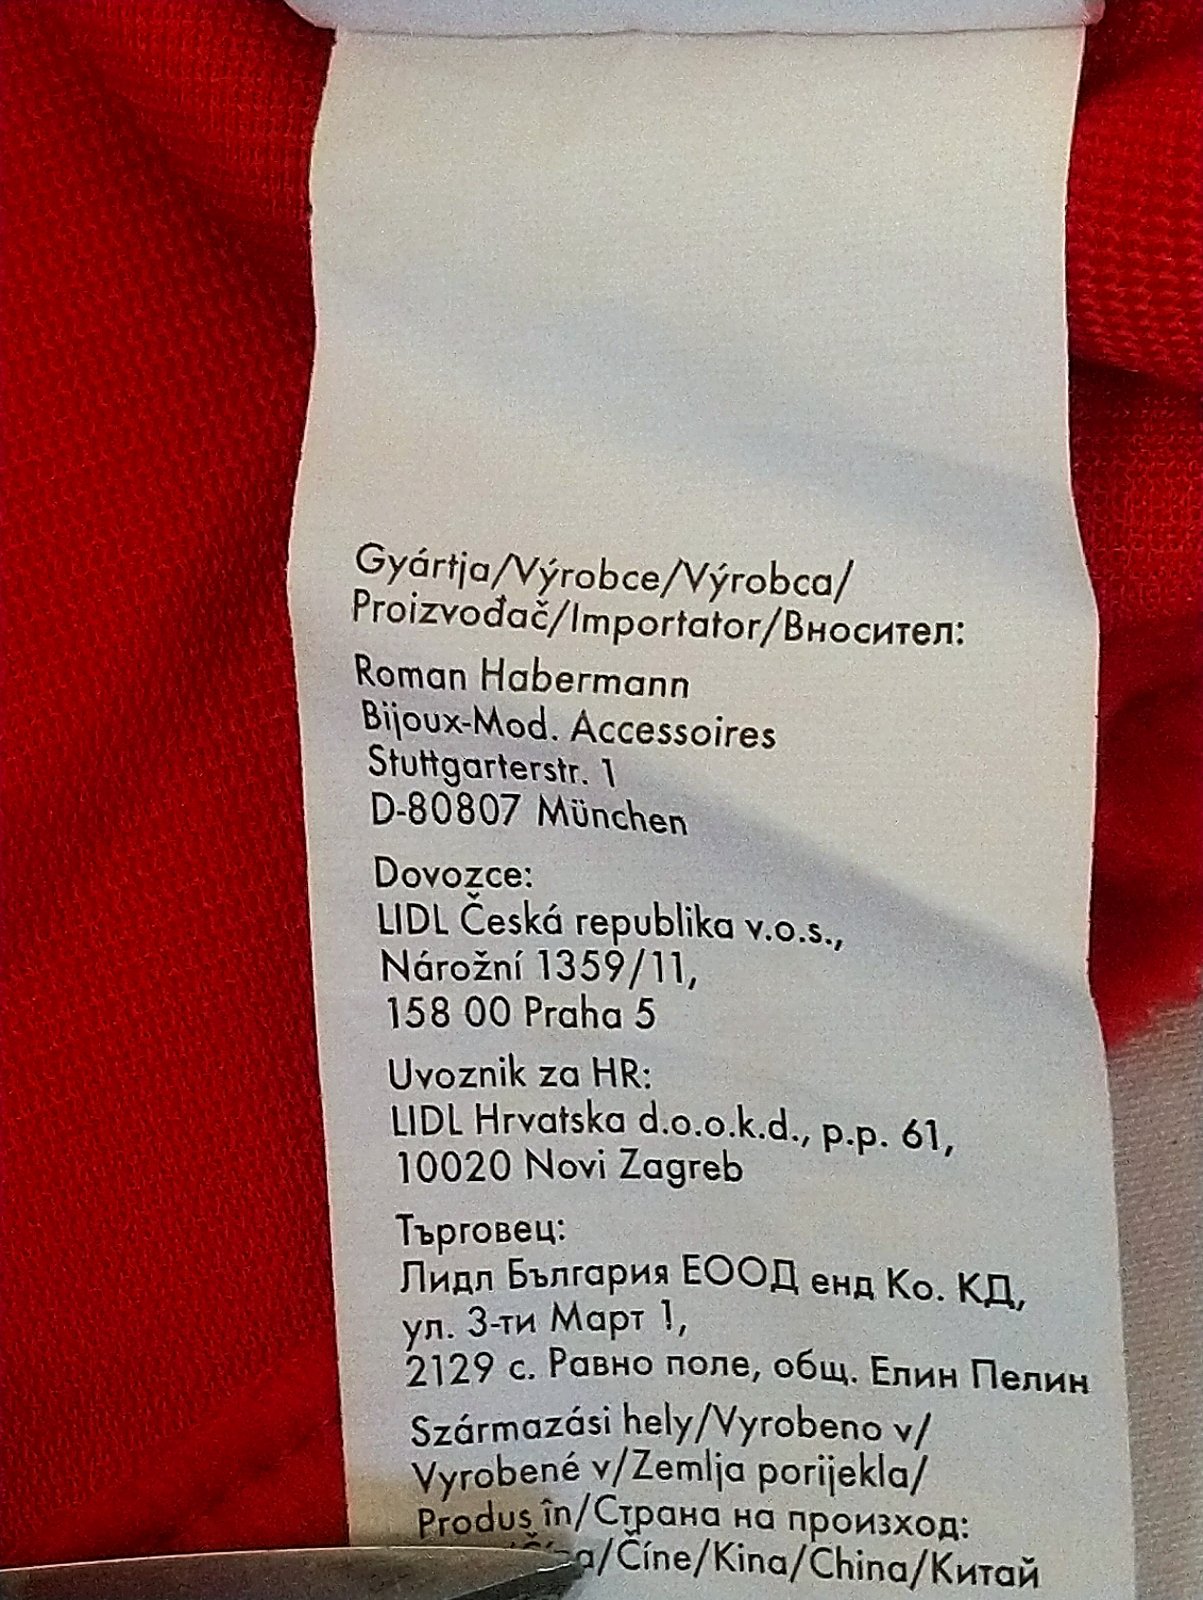 Gyártja/Výrobce/Výrobca/
Proizvođač/Importator/Вносител:
Roman Habermann
Bijoux-Mod. Accessoires
Stuttgarterstr. 1
D-80807 München
Dovozce:
LIDL Česká republika v.o.s.,
Nárožní 1359/11,
158 00 Praha 5
Uvoznik za HR:
LIDL Hrvatska d.o.o.k.d., p.p. 61,
10020 Novi Zagreb
Търговец:
Лидл България ЕООД енд Ко. КД,
ул. 3-ти Март 1,
2129 с. Равно поле, общ. Елин Пелин
Származási hely/Vyrobeno v/
Vyrobené v/Zemlja porijekla/
Produs în/Страна на произход:
/Číne/Kina/China/Китай